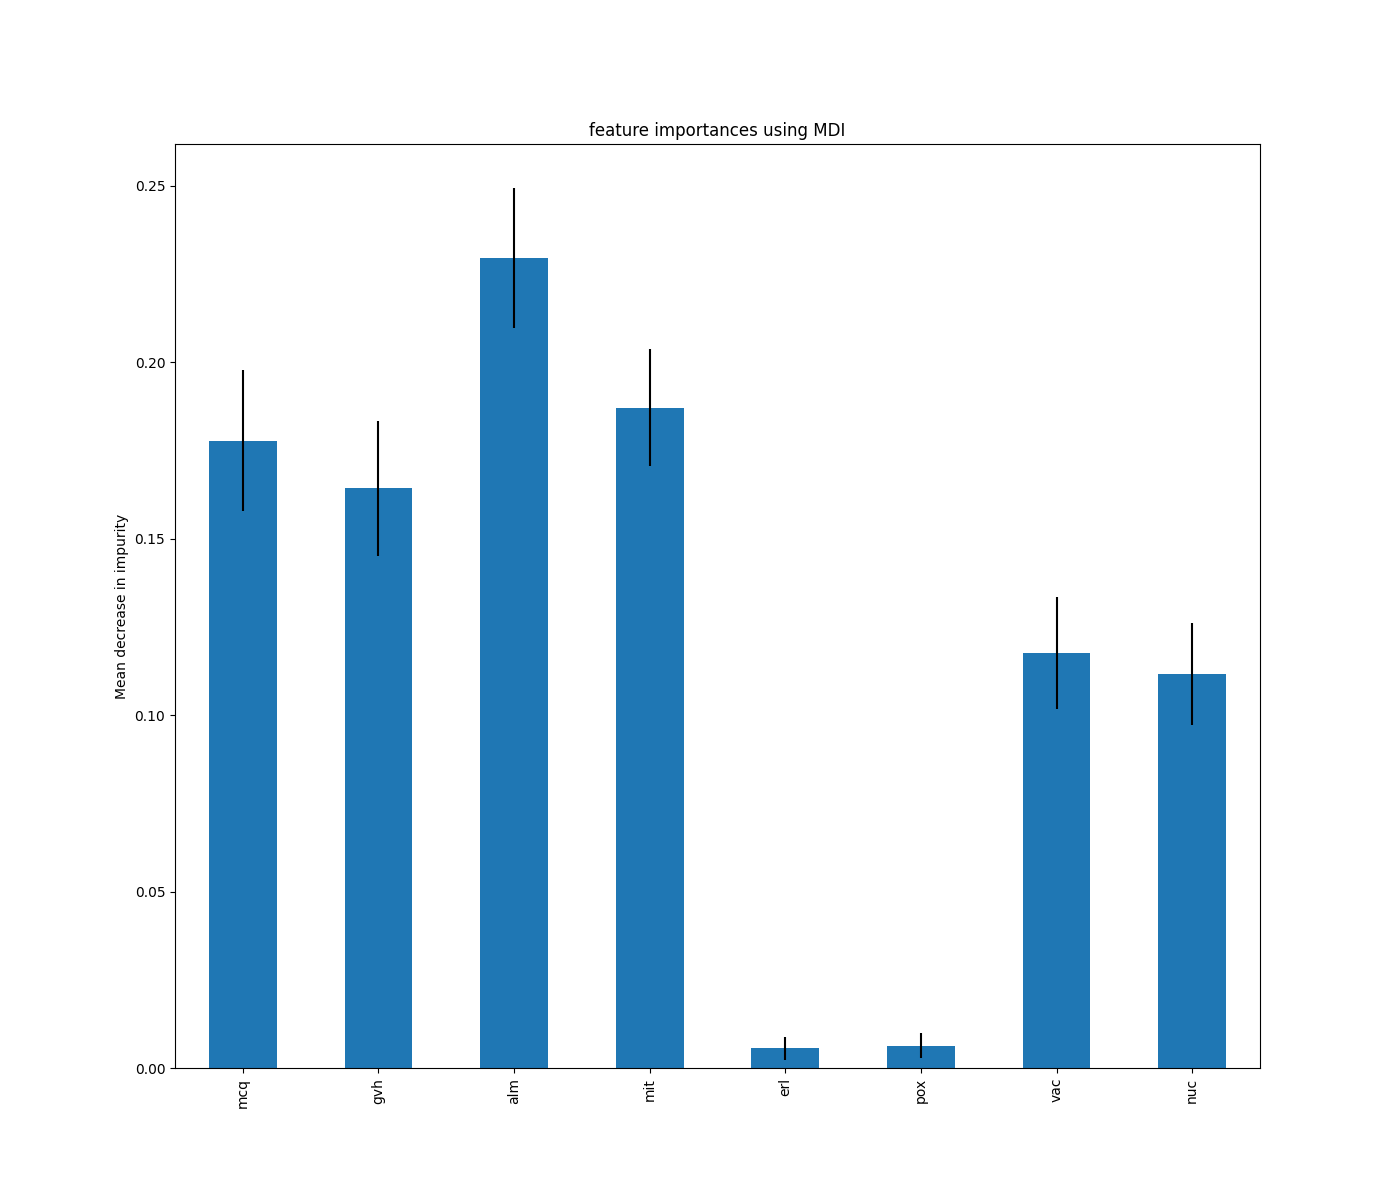 feature importances using MDI
Mean decrease in impurity
0.25
0.20
0.15
0.10
0.05
0.00
mcq
gvh
alm
mit
erl
pox
vac
nuc